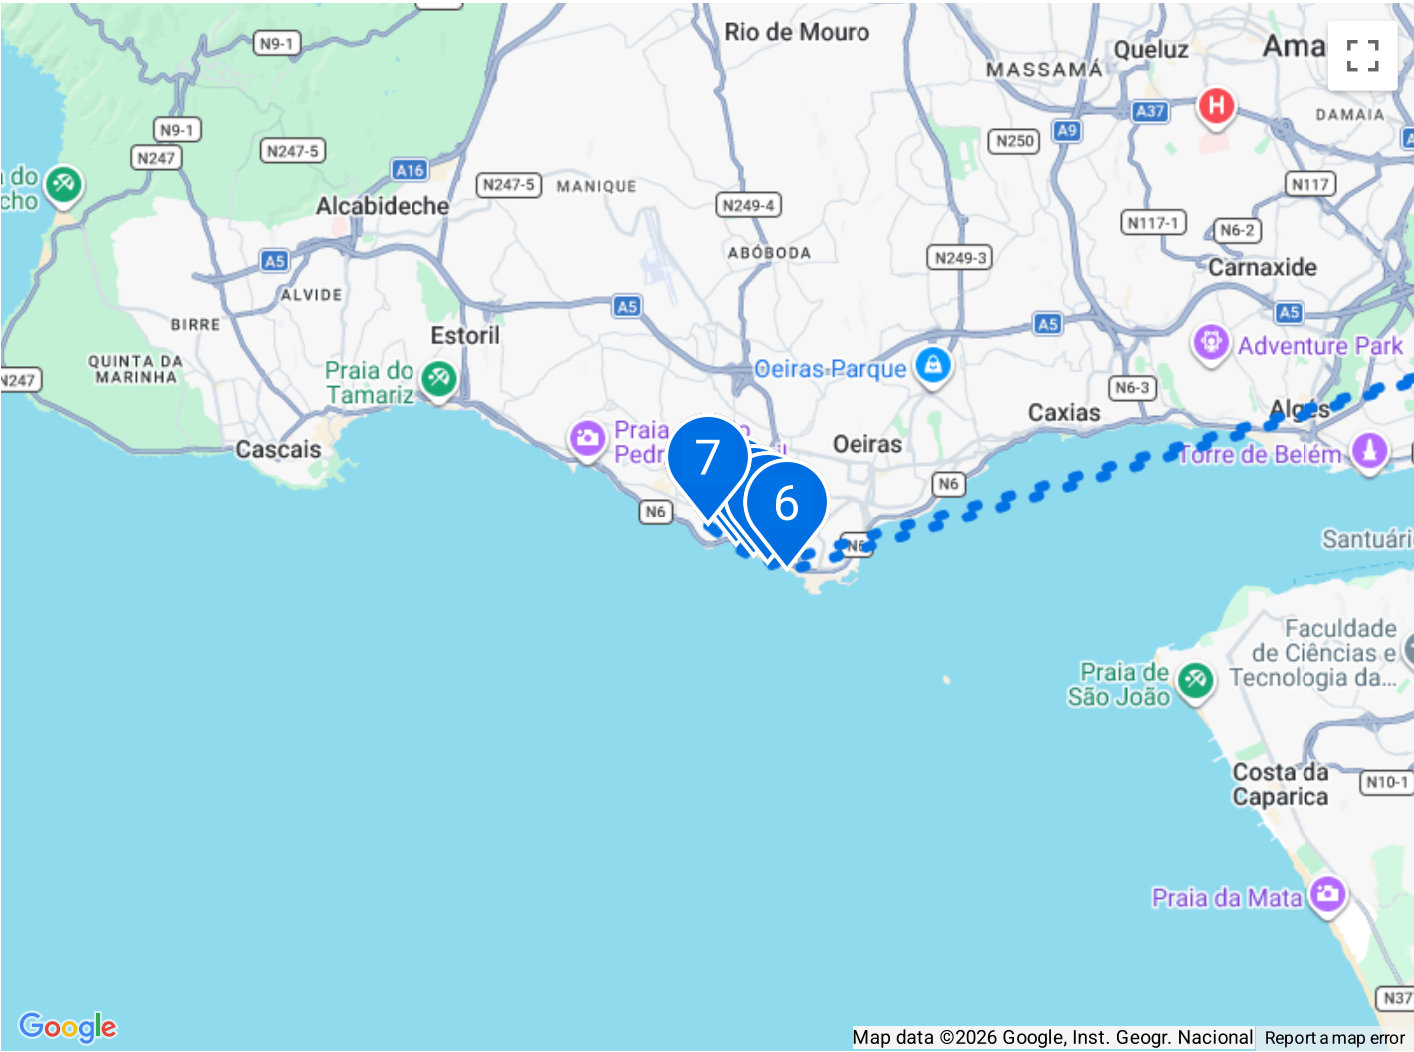 Rio de Mouro
Queluz
Ama
N9-1
MASSAMÁ
A37
H
DAMAIA
N9-1
N247
N247-5
A9
N250
A16
N247-5
MANIQUE
N117
do
cho
Alcabideche
N249-4
N117-1
N6-2
ABÓBODA
N249-3
Carnaxide
A5
ALVIDE
A5
A5
A5
BIRRE
Estoril
Adventure Park
QUINTA DA
MARINHA
Praia do
Tamariz
Oeiras Parque
N247
N6-3
Caxias
Algés
Praia
Ped
Oeiras
Cascais
Torre de Belém
7
6
N6
N6
N6
Santuári
Faculdade
de Ciências e
Tecnologia da...
Praia de
São João
Costa da
Caparica
N10-1
Praia da Mata
N37
Google
Map data ©2026 Google, Inst. Geogr. Nacional
Report a map error